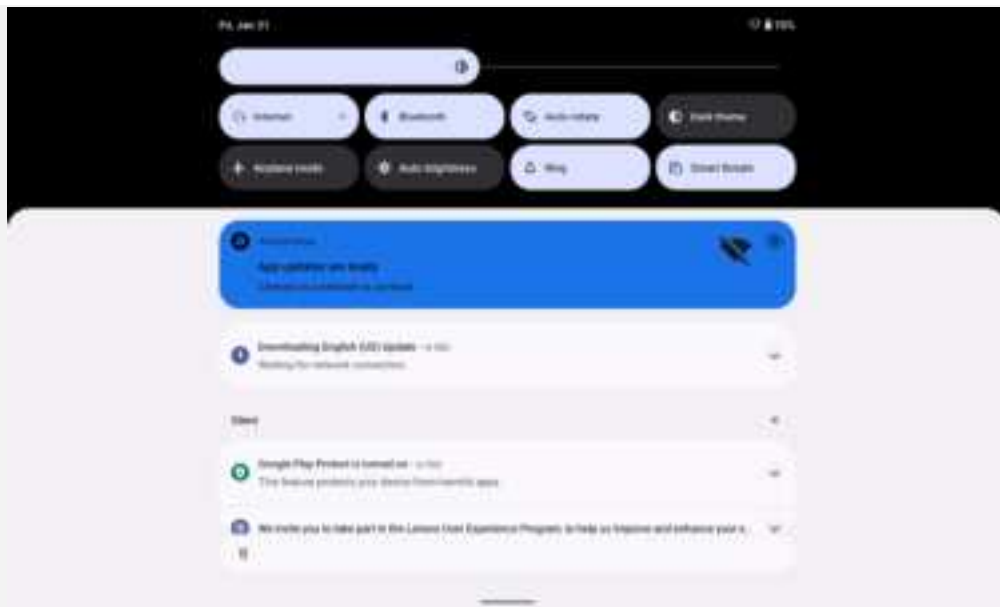 Fri, Jan 21
Internet
Bluetooth
Auto-rotate
Dark theme
Airplane mode
Auto brightness
Ring
Smart Rotate
App updates are ready
Downloading English (US) Update
Waiting for network connection
Silent
Google Play Protect is turned on
This feature protects your device from harmful apps
We invite you to take part in the Lenovo User Experience Program, to help us improve and enhance your e…